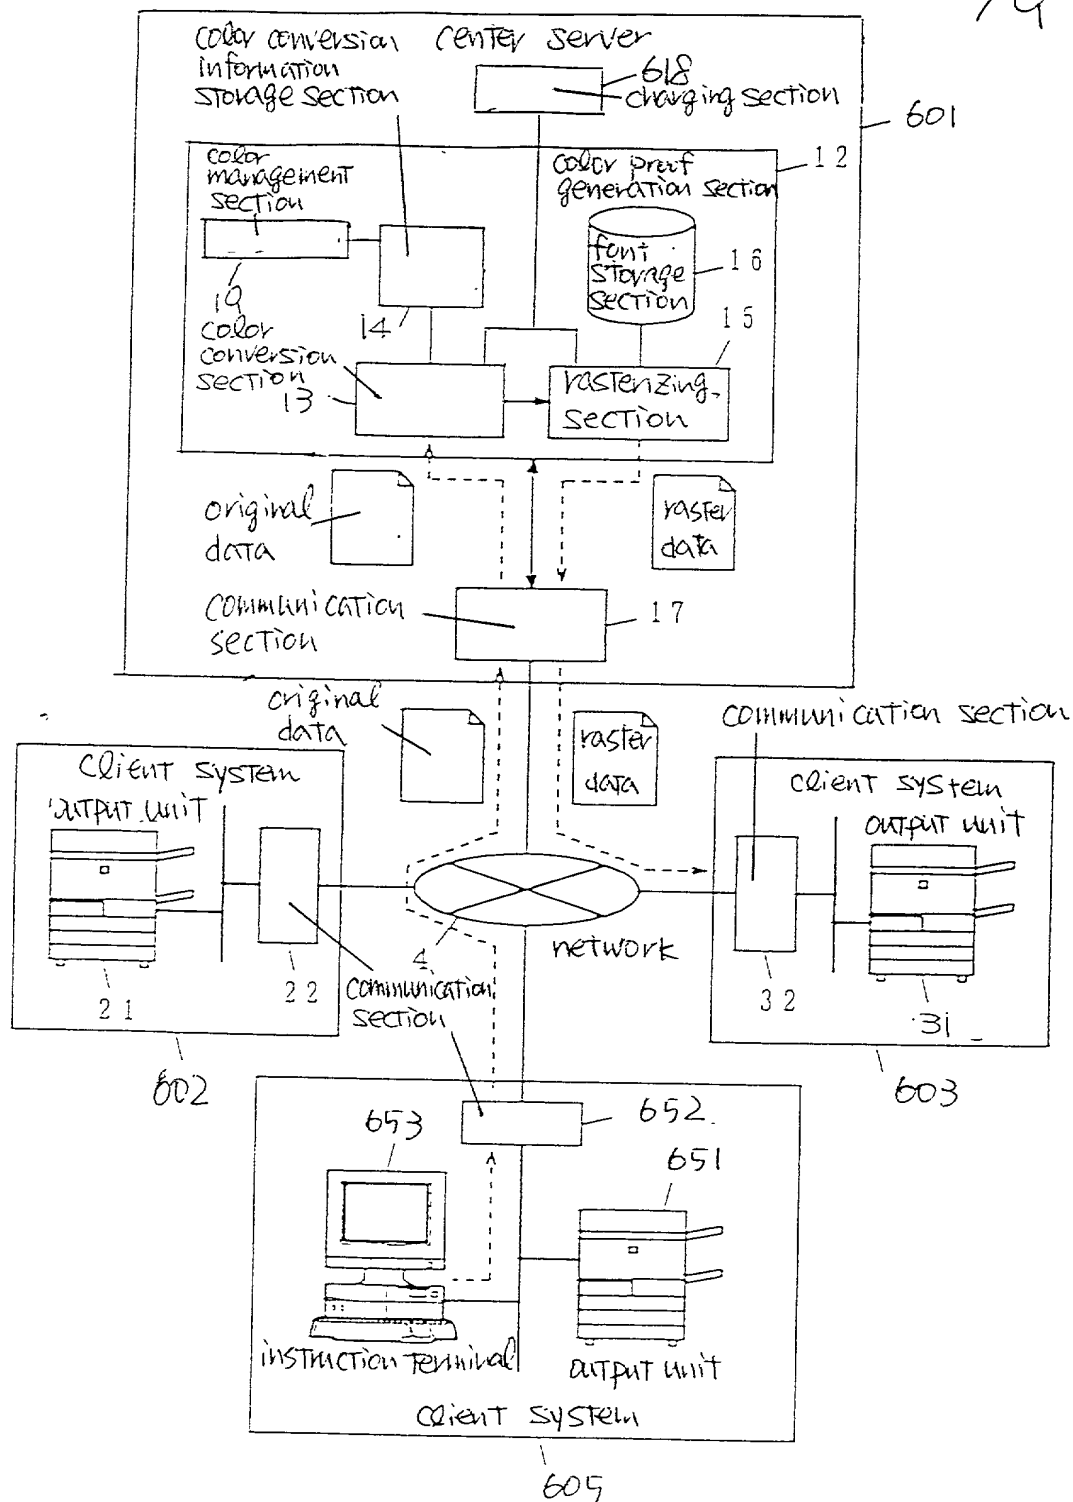 color conversion
information
storage section
center server
618
charging section
601
color
management
section
color proof
generation section
12
font
storage
section
16
19
14
15
color
conversion
section
13
rasterizing
section
original
data
raster
data
communication
section
17
original
data
raster
data
communication section
client system
output unit
21
22
communication
section
4
network
client system
output unit
32
31
602
603
653
652
651
instruction terminal
output unit
client system
605